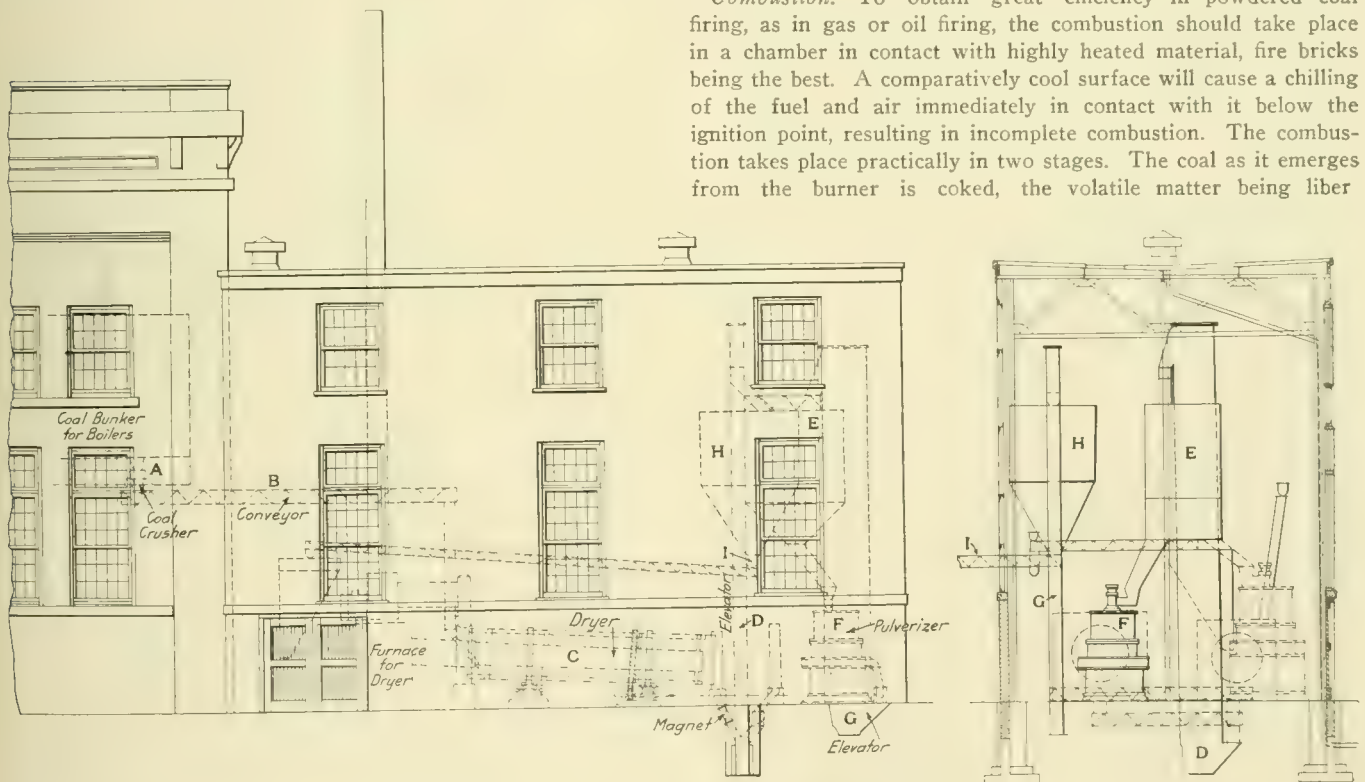 Combustion. To obtain great efficiency in powdered coal
firing, as in gas or oil firing, the combustion should take place
in a chamber in contact with highly heated material, fire bricks
being the best. A comparatively cool surface will cause a chilling
of the fuel and air immediately in contact with it below the
ignition point, resulting in incomplete combustion. The combus-
tion takes place practically in two stages. The coal as it emerges
from the burner is coked, the volatile matter being liber
Coal Bunker
for Boilers
A
B
Coal
Crusher
Conveyor
H
E
I
Elevator
D
F
Pulverizer
Dryer
C
Furnace
for
Dryer
Magnet
G
Elevator
H
E
I
G
F
D